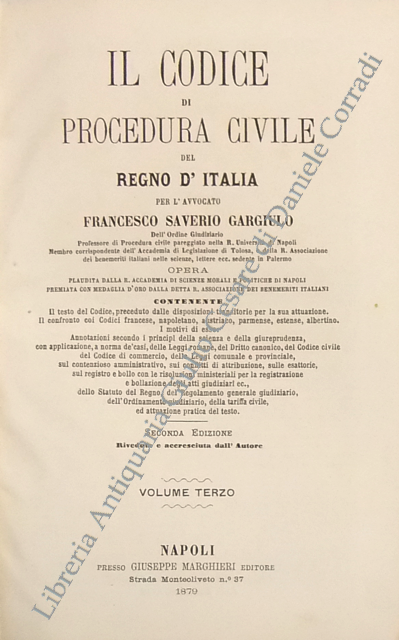 IL CODICE
DI
PROCEDURA CIVILE
DEL
REGNO D' ITALIA
PER L' AVVOCATO
FRANCESCO SAVERIO GARGIULO
Dell' Ordine Giudiziario
Professore di Procedura civile pareggiato nella R. Università di Napoli
Membro corrispondente dell' Accademia di Legislazione di Tolosa, della R. Associazione
dei benemeriti italiani nelle scienze, lettere ecc. sedente in Palermo
OPERA
PLAUDITA DALLA R. ACCADEMIA DI SCIENZE MORALI E POLITICHE DI NAPOLI
PREMIATA CON MEDAGLIA D'ORO DALLA DETTA R. ASSOCIAZIONE DEI BENEMERITI ITALIANI
CONTENENTE
Il testo del Codice, preceduto dalle disposizioni transitorie per la sua attuazione.
Il confronto coi Codici francese, napoletano, austriaco, parmense, estense, albertino.
I motivi di esso.
Annotazioni secondo i principi della scienza e della giureprudenza,
con applicazione, a norma de'casi, delle Leggi romane, del Dritto canonico, del Codice civile
del Codice di commercio, delle Leggi comunale e provinciale,
sul contenzioso amministrativo, sui conflitti di attribuzione, sulle esattorie,
sul registro e bollo con le risoluzioni ministeriali per la registrazione
e bollazione degli atti giudiziari ec.,
dello Statuto del Regno, del Regolamento generale giudiziario,
dell'Ordinamento giudiziario, della tariffa civile,
ed attuazione pratica del testo.
SECONDA EDIZIONE
Riveduta e accresciuta dall' Autore
VOLUME TERZO
NAPOLI
PRESSO GIUSEPPE MARGHIERI EDITORE
Strada Monteoliveto n.º 37
1879
Libreria Antiquaria Giulio Cesare di Daniele Corradi